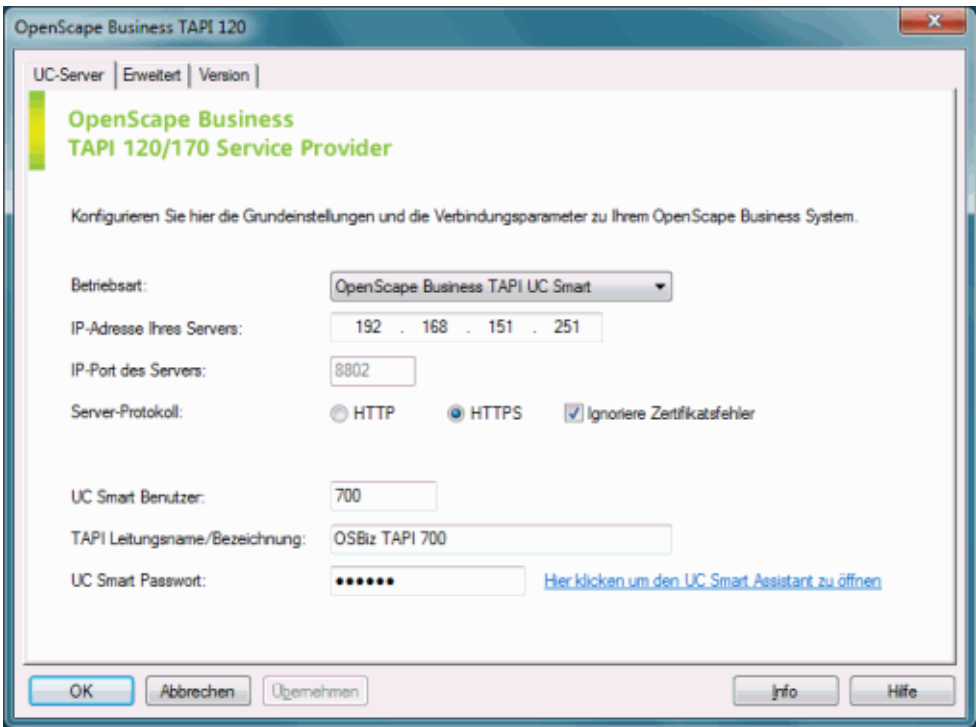 OpenScape Business TAPI 120
UC-Server Erweitert Version
OpenScape Business
TAPI 120/170 Service Provider
Konfigurieren Sie hier die Grundeinstellungen und die Verbindungsparameter zu Ihrem OpenScape Business System.
Betriebsart: OpenScape Business TAPI UC Smart
IP-Adresse Ihres Servers: 192 . 168 . 151 . 251
IP-Port des Servers: 8802
Server-Protokoll: HTTP HTTPS Ignoriere Zertifikatsfehler
UC Smart Benutzer: 700
TAPI Leitungsname/Bezeichnung: OSBiz TAPI 700
UC Smart Passwort: •••••• Hier klicken um den UC Smart Assistant zu öffnen
OK Abbrechen Übernehmen Info Hilfe